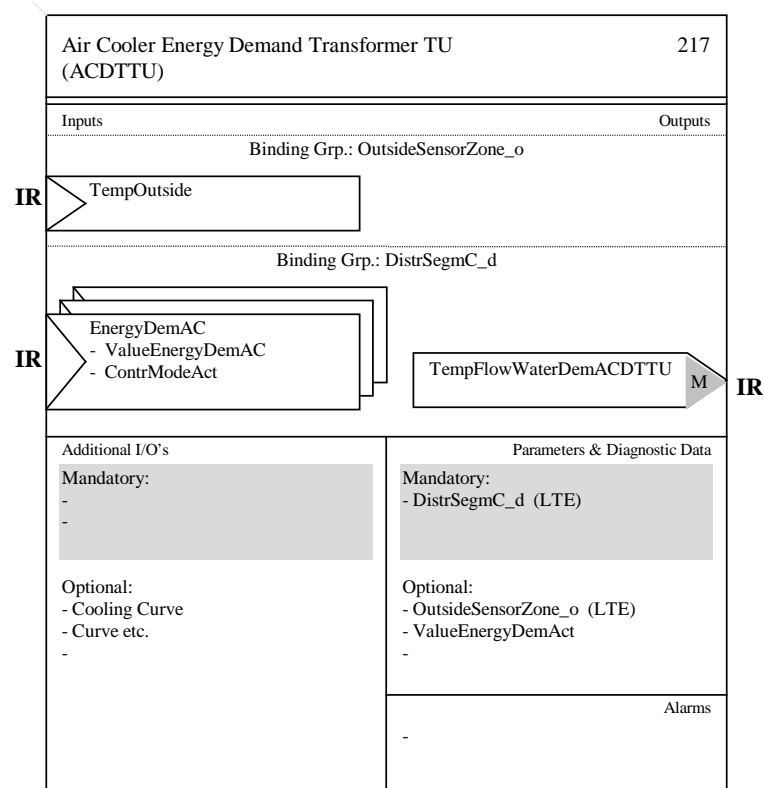 Air Cooler Energy Demand Transformer TU 217
(ACDTTU)
Inputs Outputs
Binding Grp.: OutsideSensorZone_o
IR TempOutside
Binding Grp.: DistrSegmC_d
EnergyDemAC
- ValueEnergyDemAC
IR - ContrModeAct
TempFlowWaterDemACDTTU M IR
Additional I/O's
Mandatory:
-
-
Optional:
- Cooling Curve
- Curve etc.
-
Parameters & Diagnostic Data
Mandatory:
- DistrSegmC_d (LTE)
Optional:
- OutsideSensorZone_o (LTE)
- ValueEnergyDemAct
-
Alarms
-